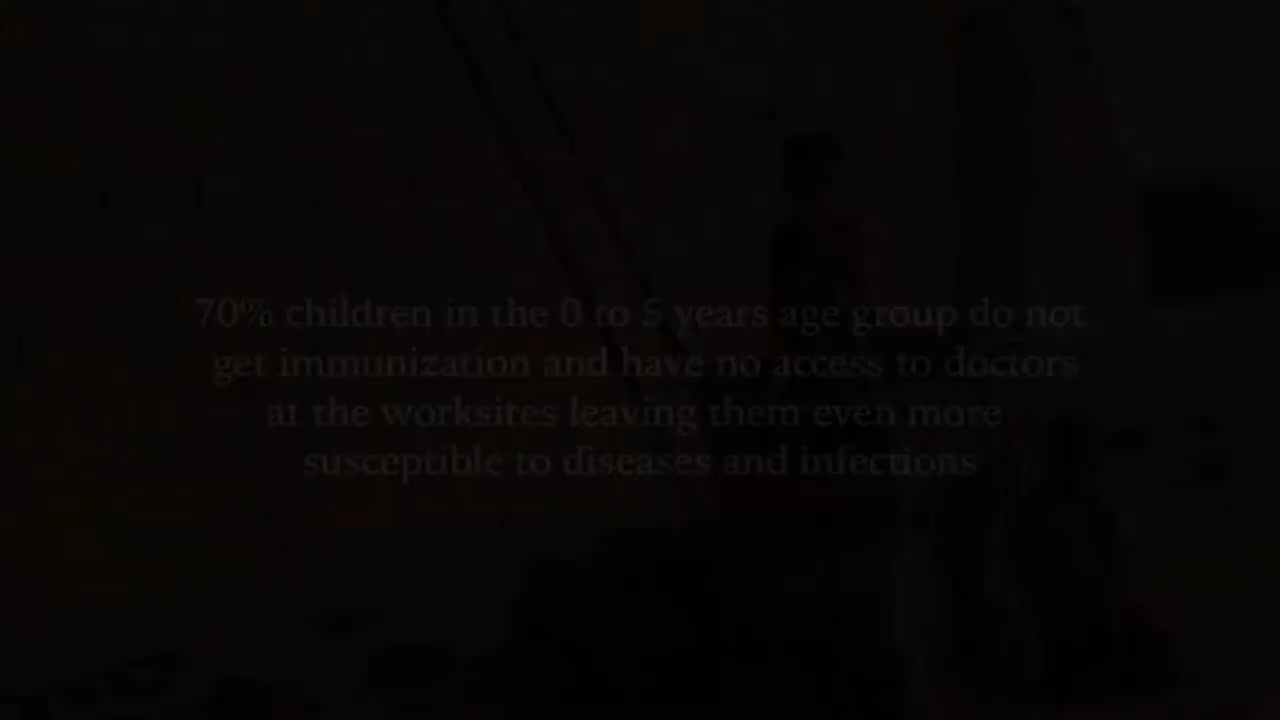 70% children in the 0 to 5 years age group do not
get immunization and have no access to doctors
at the worksites leaving them even more
susceptible to diseases and infections